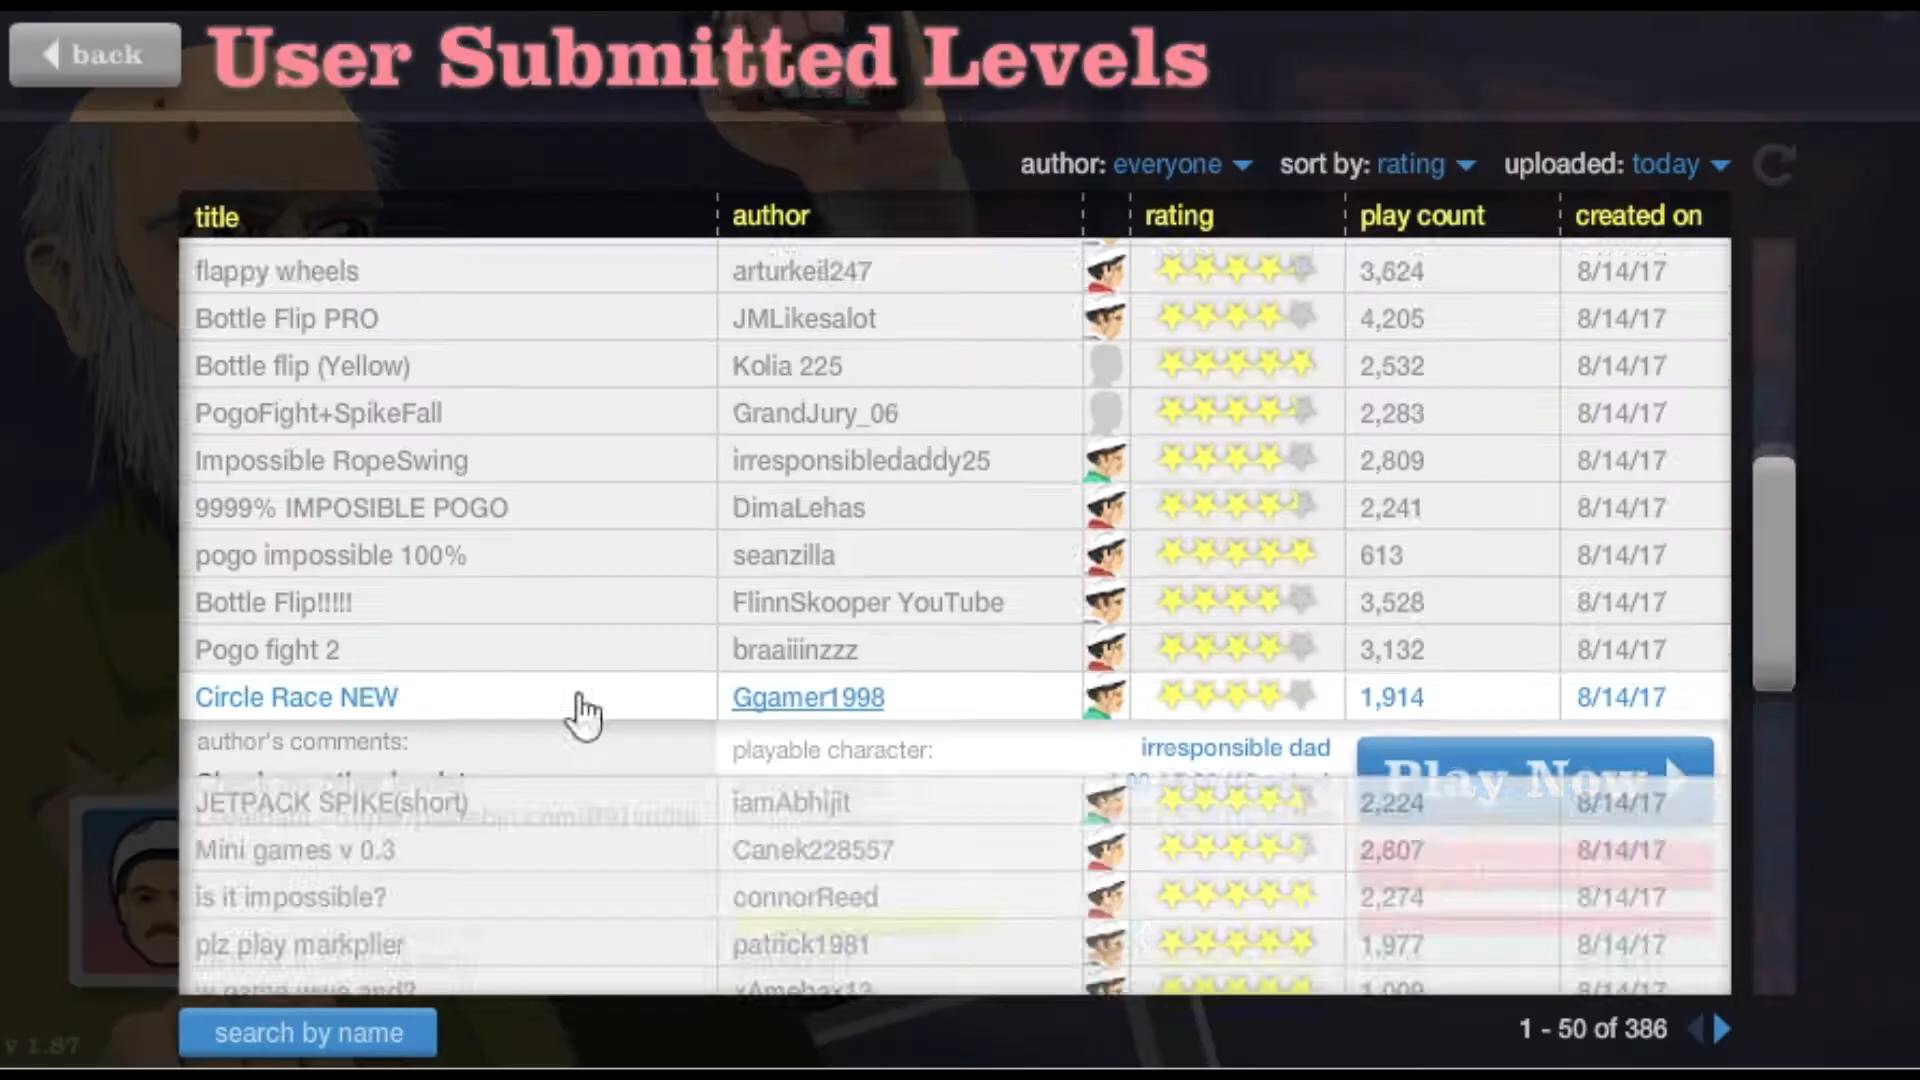 back
User Submitted Levels
author: everyone sort by: rating uploaded: today
title author rating play count created on
flappy wheels arturkeil247 3,624 8/14/17
Bottle Flip PRO JMLikesalot 4,205 8/14/17
Bottle flip (Yellow) Kolia 225 2,532 8/14/17
PogoFight+SpikeFall GrandJury_06 2,283 8/14/17
Impossible RopeSwing irresponsibledaddy25 2,809 8/14/17
9999% IMPOSIBLE POGO DimaLehas 2,241 8/14/17
pogo impossible 100% seanzilla 613 8/14/17
Bottle Flip!!!!! FlinnSkooper YouTube 3,528 8/14/17
Pogo fight 2 braaiiinzzz 3,132 8/14/17
Circle Race NEW Ggamer1998 1,914 8/14/17
author's comments: playable character: irresponsible dad
Play Now
JETPACK SPIKE(short) iamAbhijit 2,224 8/14/17
Mini games v 0.3 Canek228557 2,607 8/14/17
is it impossible? connorReed 2,274 8/14/17
plz play markplier patrick1981 1,977 8/14/17
search by name
1 - 50 of 386
v 1.87